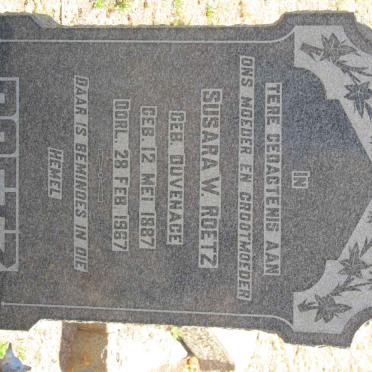 IN
TERE GEDAGTENIS AAN
ONS MOEDER EN GROOTMOEDER
SUSARA W. ROETZ
GEB. DUVENAGE
GEB. 12 MEI 1887
OORL. 28 FEB 1967
DAAR IS BEMINDES IN DIE
HEMEL